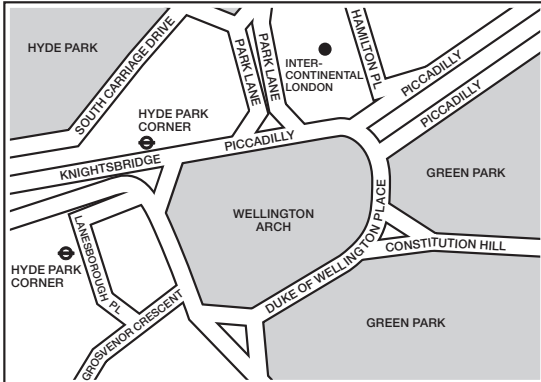 HYDE PARK
SOUTH CARRIAGE DRIVE
PARK LANE
PARK LANE
INTER-
CONTINENTAL
LONDON
HAMILTON PL
PICCADILLY
PICCADILLY
HYDE PARK
CORNER
KNIGHTSBRIDGE
PICCADILLY
GREEN PARK
WELLINGTON
ARCH
DUKE OF WELLINGTON PLACE
CONSTITUTION HILL
LANESBOROUGH PL
HYDE PARK
CORNER
GROSVENOR CRESCENT
GREEN PARK